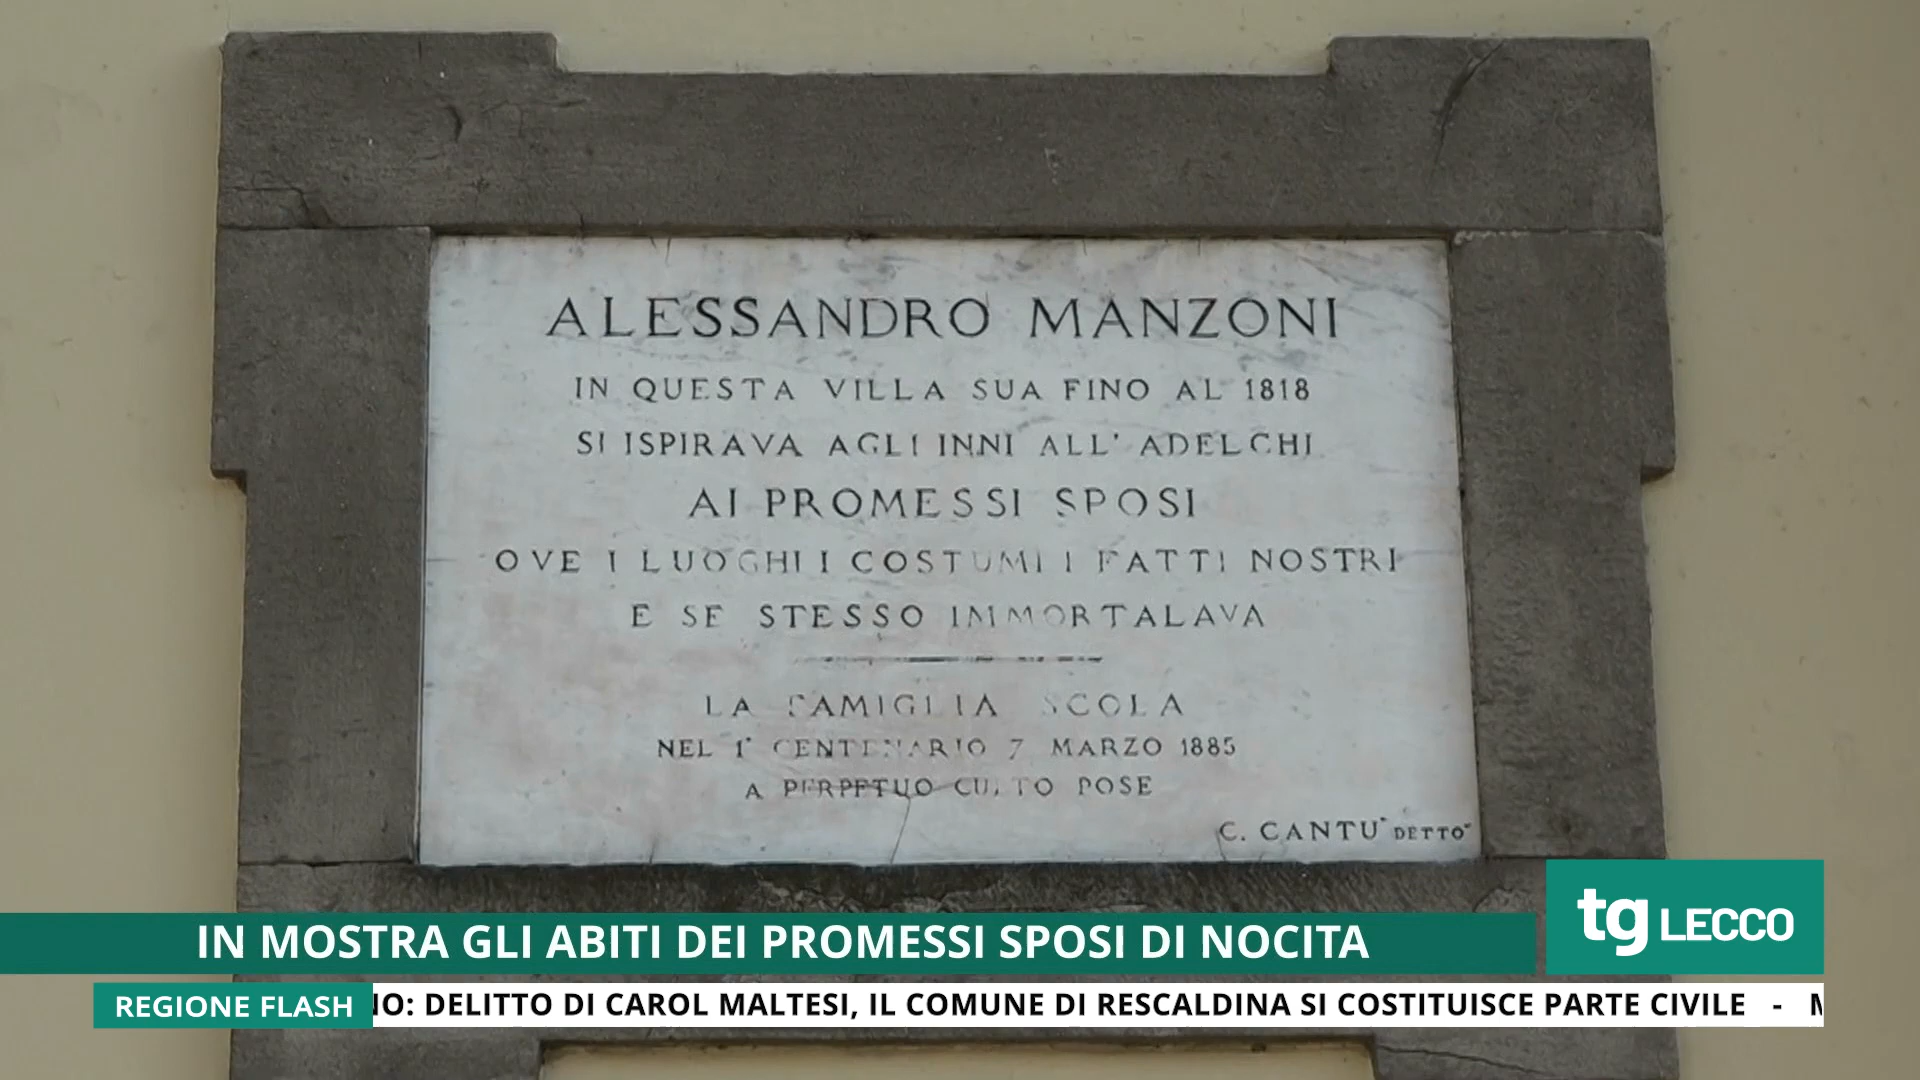 ALESSANDRO MANZONI
IN QUESTA VILLA SUA FINO AL 1818
SI ISPIRAVA AGLI INNI ALL' ADELCHI
AI PROMESSI SPOSI
OVE I LUOGHI I COSTUMI I FATTI NOSTRI
E SE STESSO IMMORTALAVA
LA FAMIGLIA SCOLA
NEL 1° CENTENARIO 7 MARZO 1885
A PERPETUO CULTO POSE
C. CANTU' DETTO'
IN MOSTRA GLI ABITI DEI PROMESSI SPOSI DI NOCITA
tg LECCO
REGIONE FLASH
NO: DELITTO DI CAROL MALTESI, IL COMUNE DI RESCALDINA SI COSTITUISCE PARTE CIVILE -